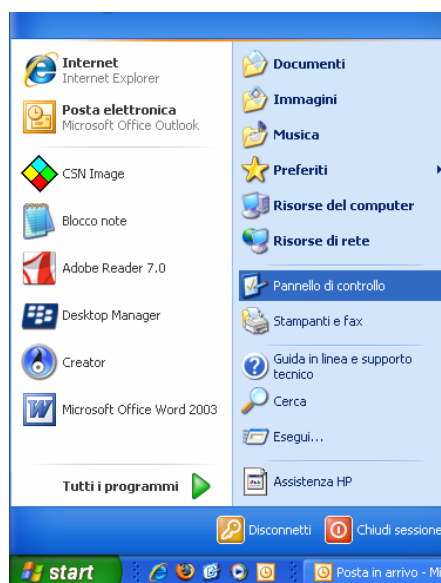 Internet
Internet Explorer
Posta elettronica
Microsoft Office Outlook
CSN Image
Blocco note
Adobe Reader 7.0
Desktop Manager
Creator
Microsoft Office Word 2003
Tutti i programmi
Documenti
Immagini
Musica
Preferiti
Risorse del computer
Risorse di rete
Pannello di controllo
Stampanti e fax
Guida in linea e supporto
tecnico
Cerca
Esegui...
Assistenza HP
Disconnetti
Chiudi sessione
start
Posta in arrivo - Mi